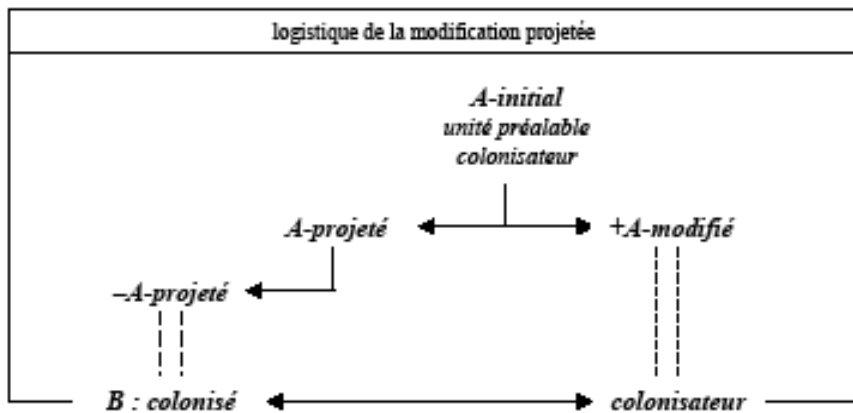 logistique de la modification projetée
A-initial
unité préalable
colonisateur
A-projeté
+A-modifié
–A-projeté
B : colonisé
colonisateur